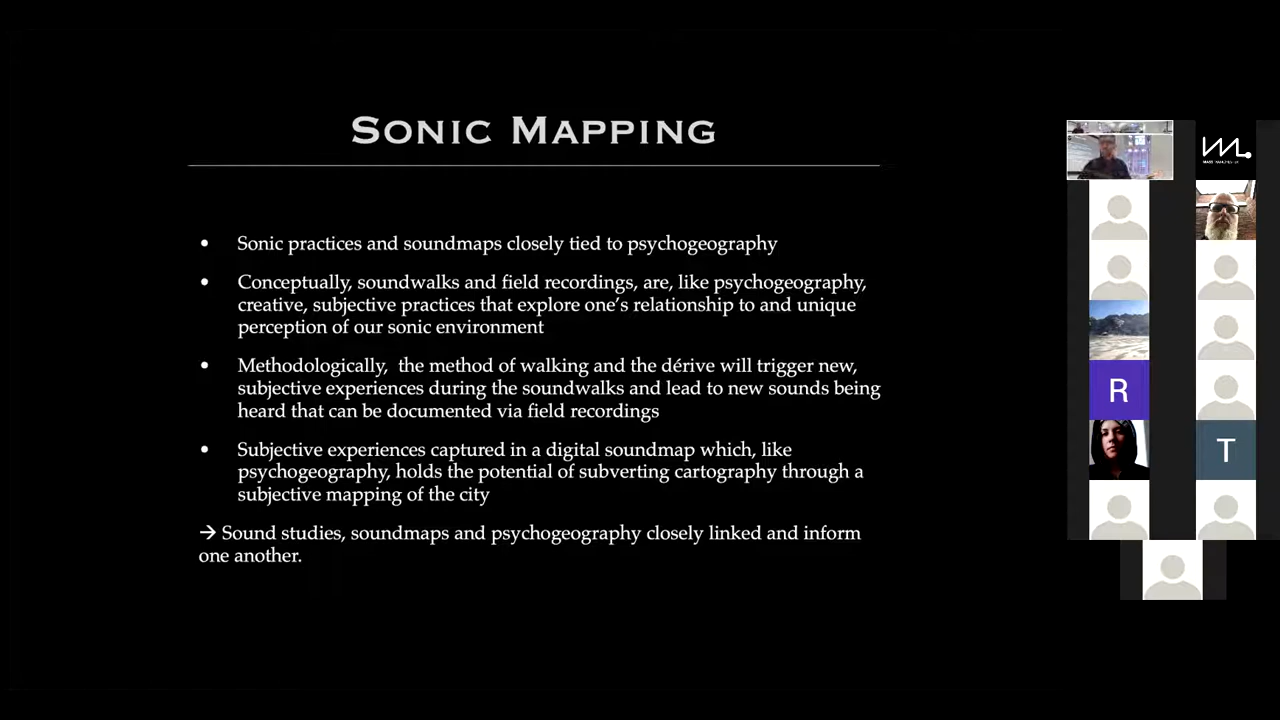 SONIC MAPPING
• Sonic practices and soundmaps closely tied to psychogeography
• Conceptually, soundwalks and field recordings, are, like psychogeography,
creative, subjective practices that explore one's relationship to and unique
perception of our sonic environment
• Methodologically, the method of walking and the dérive will trigger new,
subjective experiences during the soundwalks and lead to new sounds being
heard that can be documented via field recordings
• Subjective experiences captured in a digital soundmap which, like
psychogeography, holds the potential of subverting cartography through a
subjective mapping of the city
→ Sound studies, soundmaps and psychogeography closely linked and inform
one another.
R
T